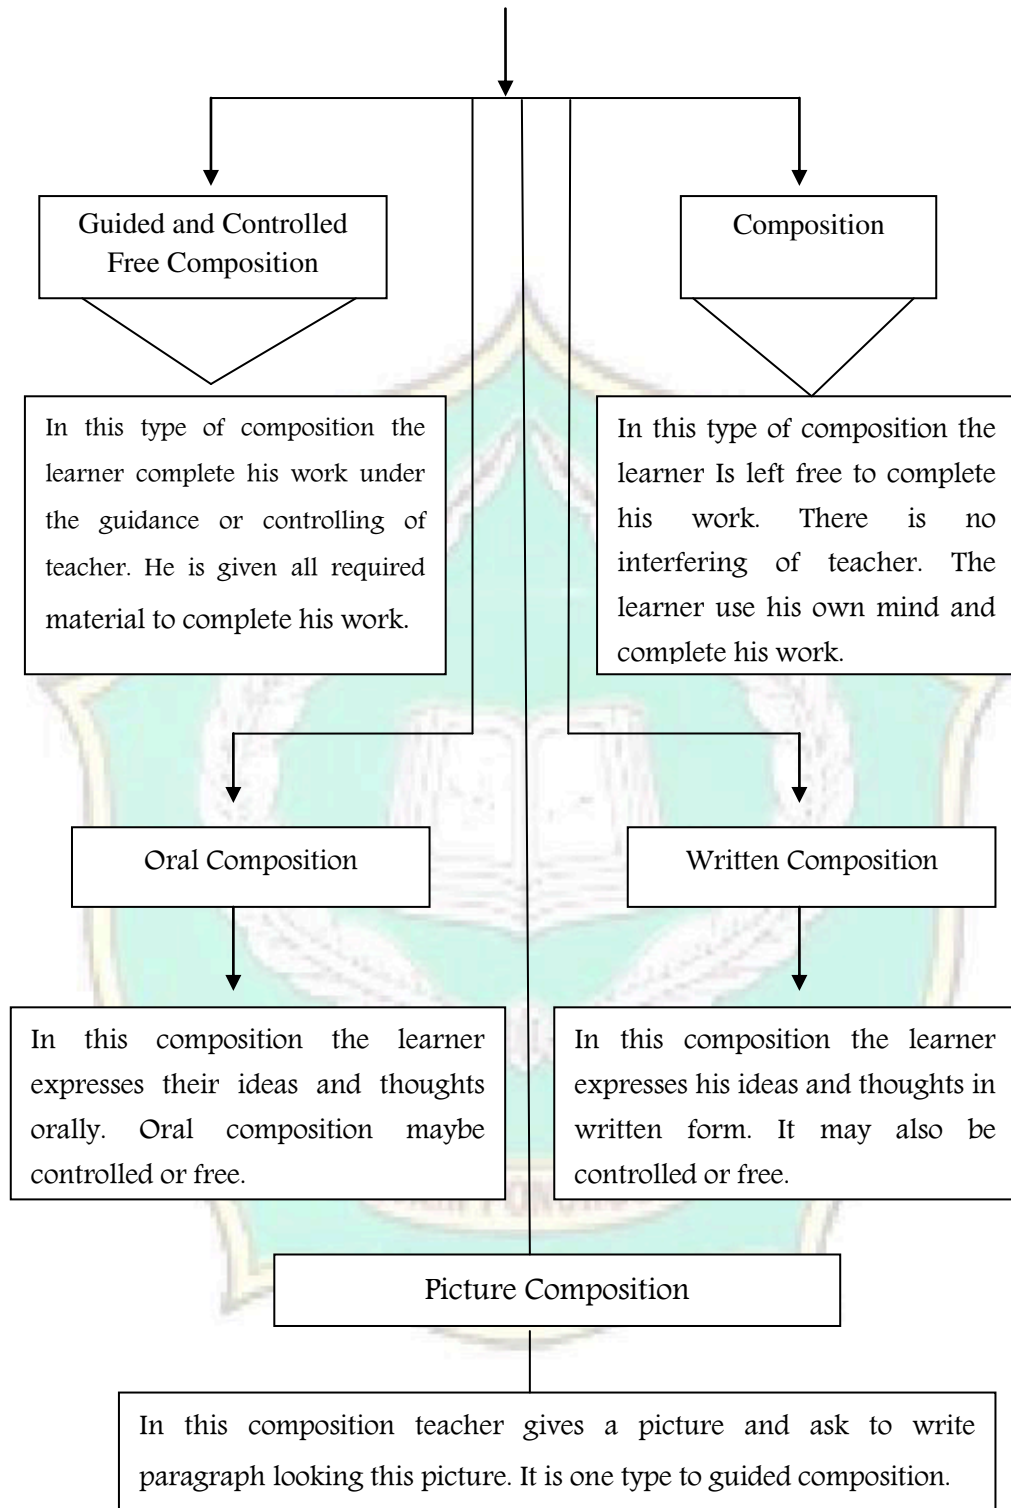 Guided and Controlled
Free Composition
Composition
In this type of composition the
learner complete his work under
the guidance or controlling of
teacher. He is given all required
material to complete his work.
In this type of composition the
learner Is left free to complete
his work. There is no
interfering of teacher. The
learner use his own mind and
complete his work.
Oral Composition
Written Composition
In this composition the learner
expresses their ideas and thoughts
orally. Oral composition maybe
controlled or free.
In this composition the learner
expresses his ideas and thoughts in
written form. It may also be
controlled or free.
Picture Composition
In this composition teacher gives a picture and ask to write
paragraph looking this picture. It is one type to guided composition.